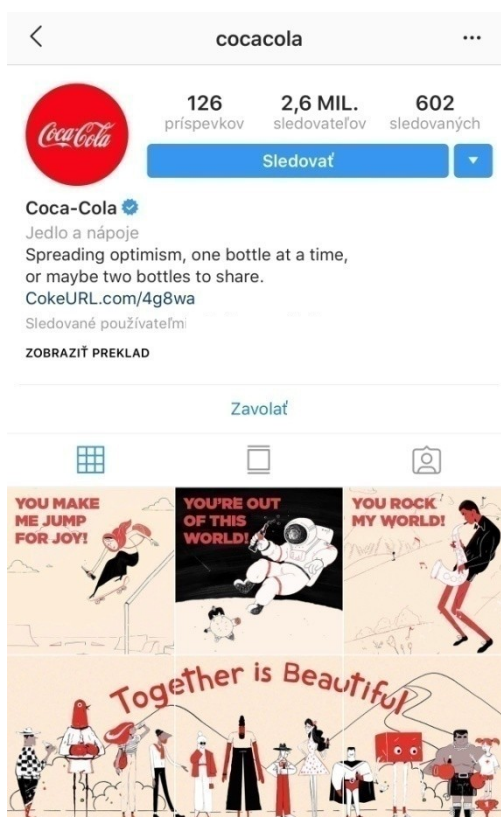 cocacola
126
príspevkov
2,6 MIL.
sledovateľov
602
sledovaných
Coca-Cola
Sledovať
Coca-Cola
Jedlo a nápoje
Spreading optimism, one bottle at a time,
or maybe two bottles to share.
CokeURL.com/4g8wa
Sledované používateľmi
ZOBRAZIŤ PREKLAD
Zavolať
YOU MAKE
ME JUMP
FOR JOY!
YOU'RE OUT
OF THIS
WORLD!
YOU ROCK
MY WORLD!
Together is Beautiful